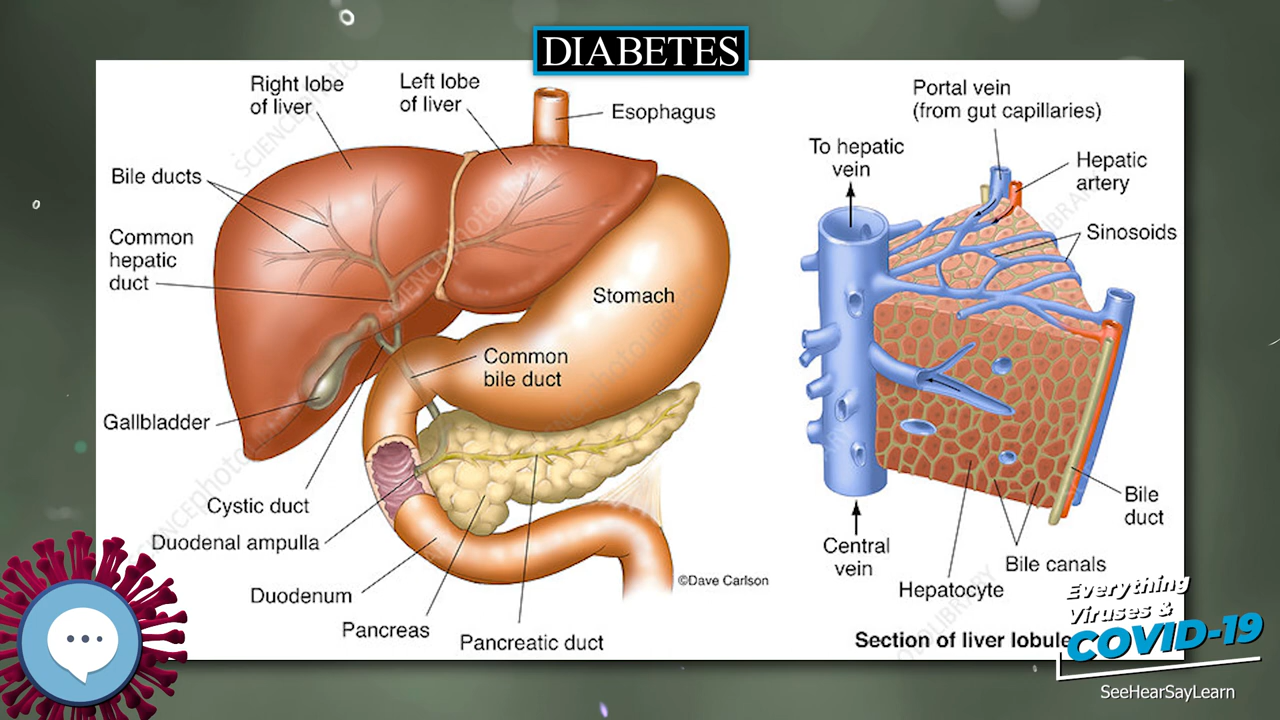 DIABETES
Right lobe
of liver
Left lobe
of liver
Esophagus
Bile ducts
Common
hepatic
duct
Stomach
Common
bile duct
Gallbladder
Cystic duct
Duodenal ampulla
Duodenum
Pancreas
Pancreatic duct
©Dave Carlson
Portal vein
(from gut capillaries)
To hepatic
vein
Hepatic
artery
Sinosoids
Bile
duct
Central
vein
Bile canals
Hepatocyte
Section of liver lobule
Everything
Viruses &
COVID-19
SeeHearSayLearn